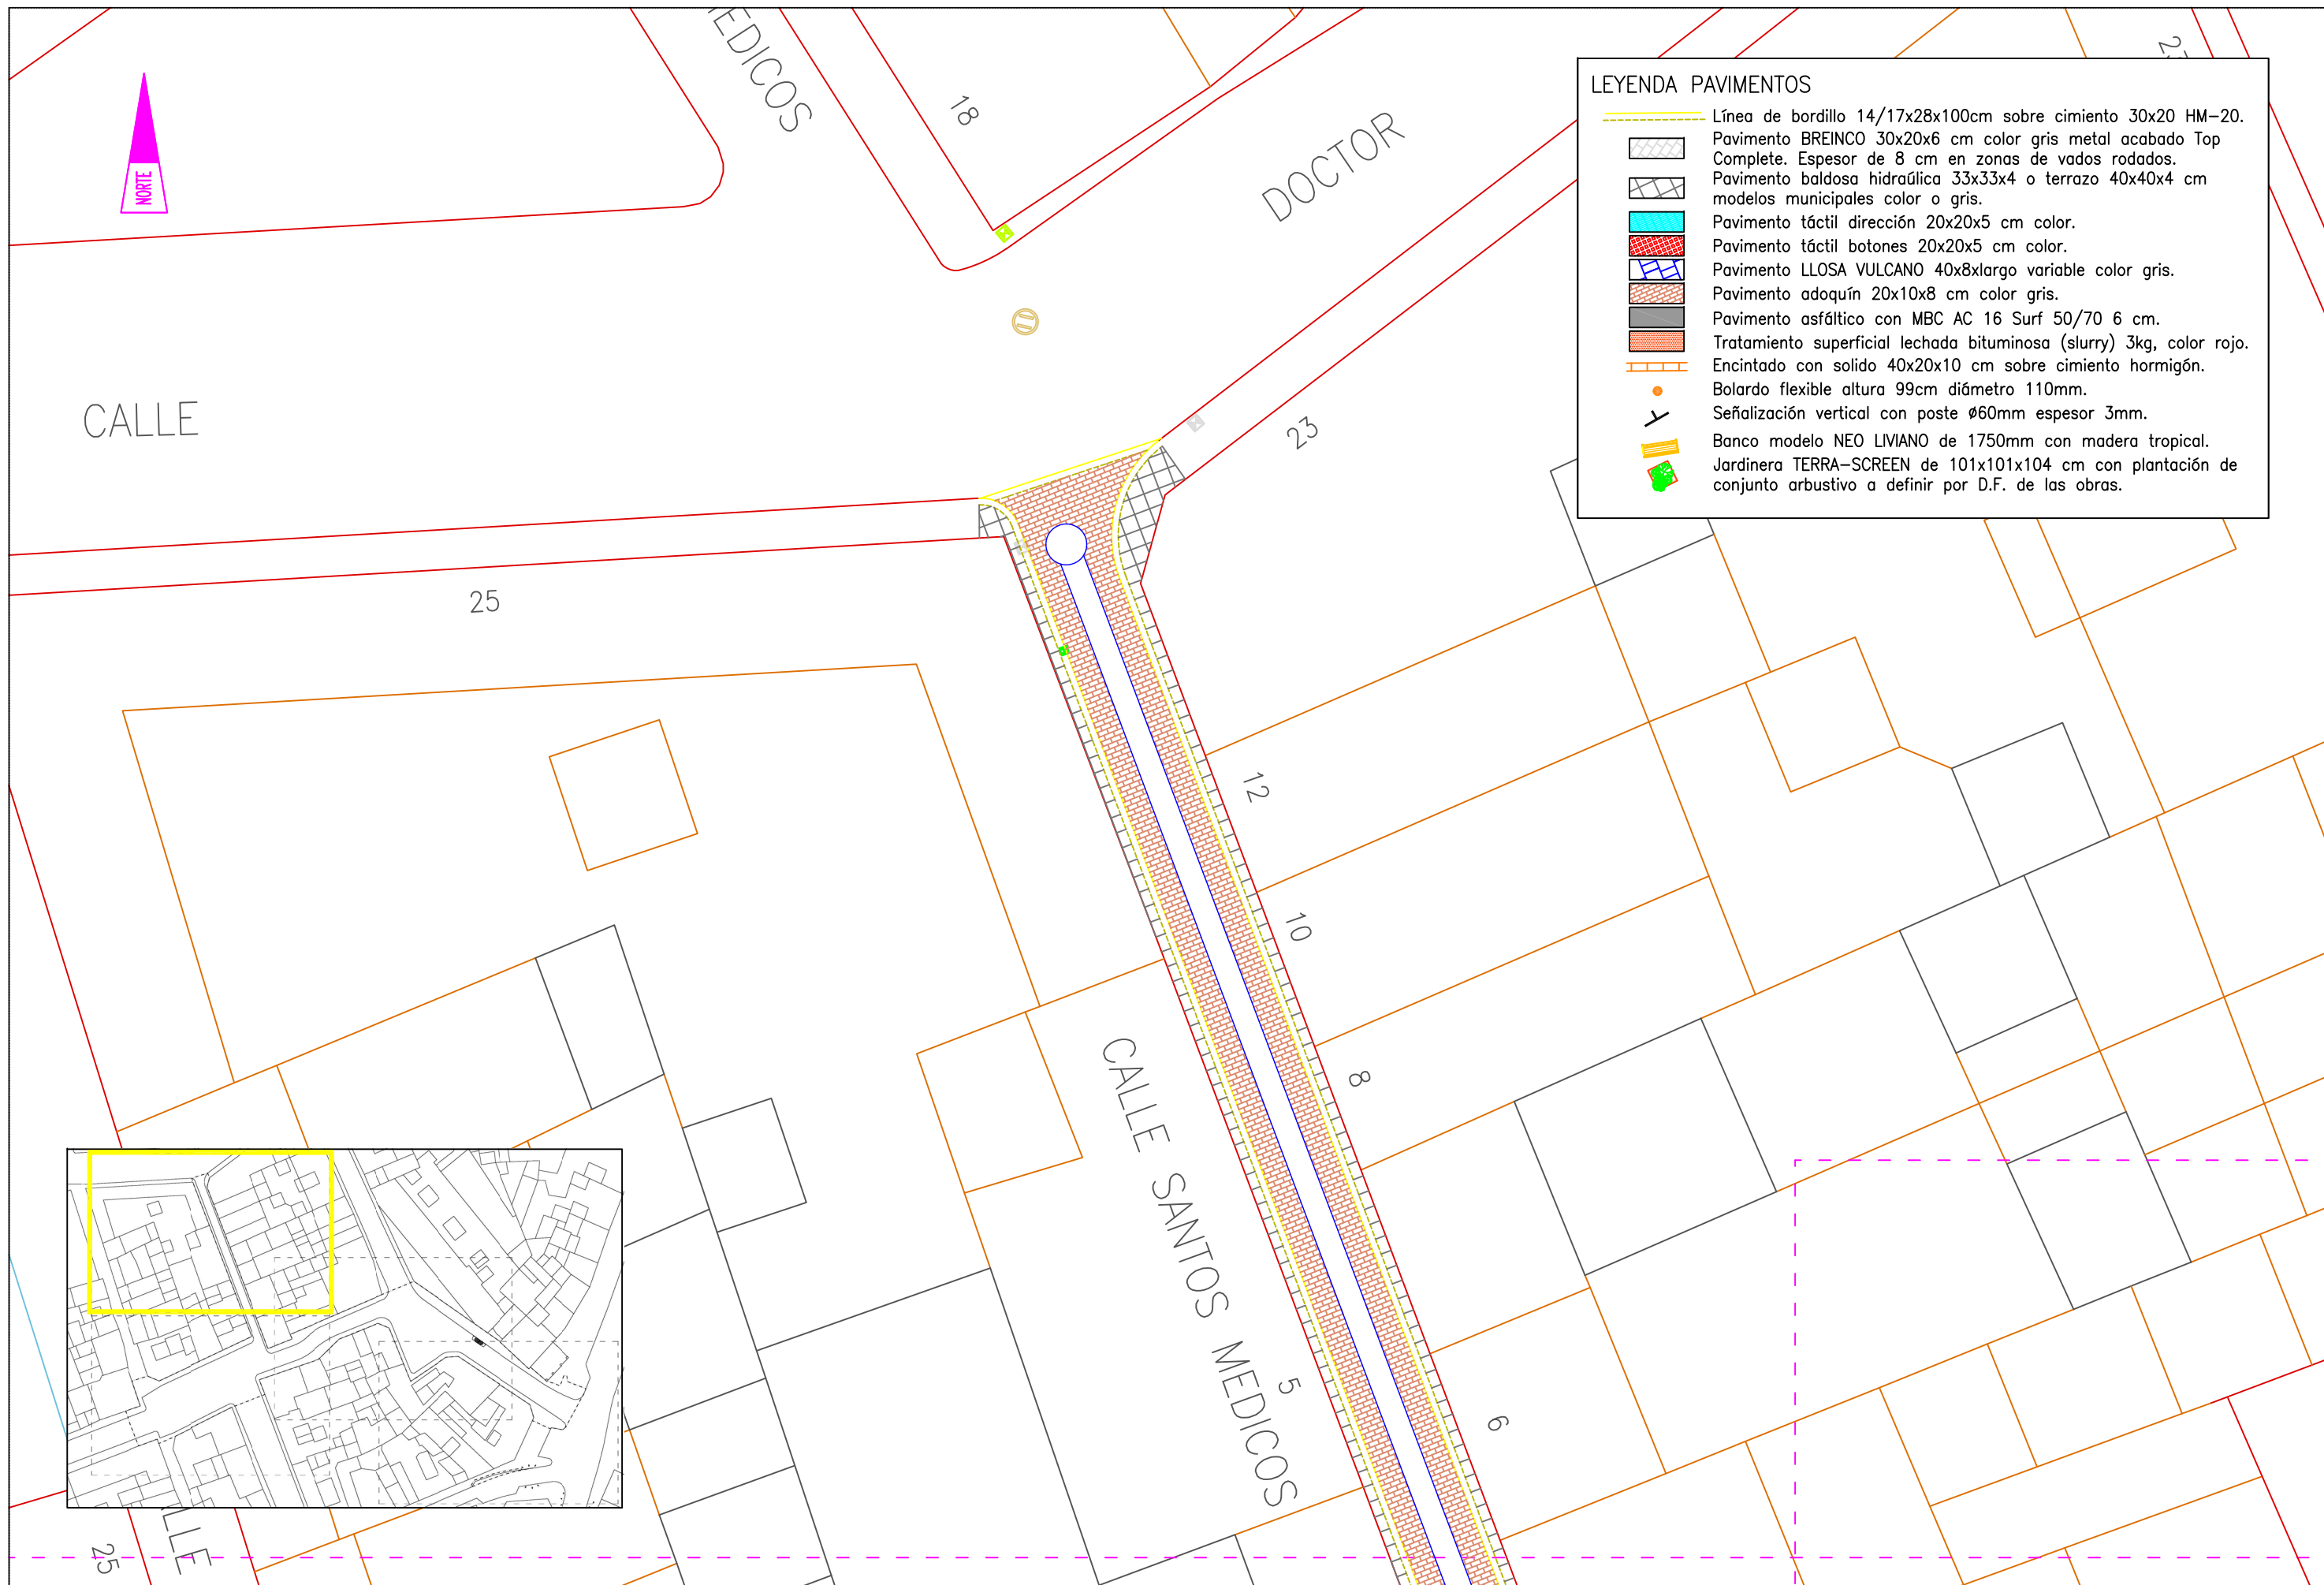 EDICOS
18
DOCTOR
NORTE
CALLE
23
25
LEYENDA PAVIMENTOS
Línea de bordillo 14/17x28x100cm sobre cimiento 30x20 HM-20.
Pavimento BREINCO 30x20x6 cm color gris metal acabado Top
Complete. Espesor de 8 cm en zonas de vados rodados.
Pavimento baldosa hidraúlica 33x33x4 o terrazo 40x40x4 cm
modelos municipales color o gris.
Pavimento táctil dirección 20x20x5 cm color.
Pavimento táctil botones 20x20x5 cm color.
Pavimento LLOSA VULCANO 40x8xlargo variable color gris.
Pavimento adoquín 20x10x8 cm color gris.
Pavimento asfáltico con MBC AC 16 Surf 50/70 6 cm.
Tratamiento superficial lechada bituminosa (slurry) 3kg, color rojo.
Encintado con solido 40x20x10 cm sobre cimiento hormigón.
Bolardo flexible altura 99cm diámetro 110mm.
Señalización vertical con poste ø60mm espesor 3mm.
Banco modelo NEO LIVIANO de 1750mm con madera tropical.
Jardinera TERRA-SCREEN de 101x101x104 cm con plantación de
conjunto arbustivo a definir por D.F. de las obras.
12
10
8
CALLE SANTOS MEDICOS
5
6
25
LLE